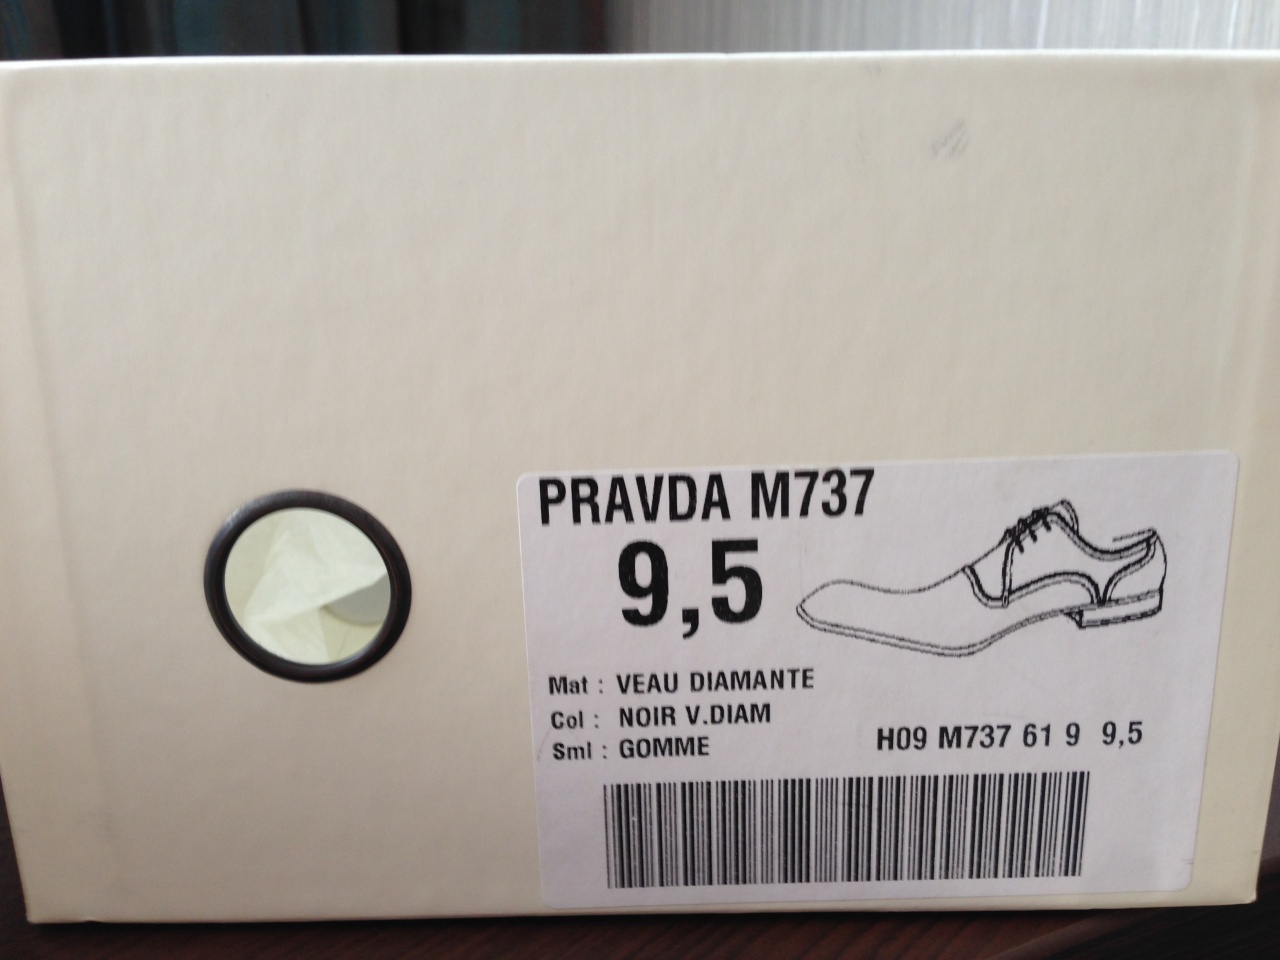 PRAVDA M737
9,5
Mat : VEAU DIAMANTE
Col : NOIR V.DIAM
Sml : GOMME
H09 M737 61 9 9,5